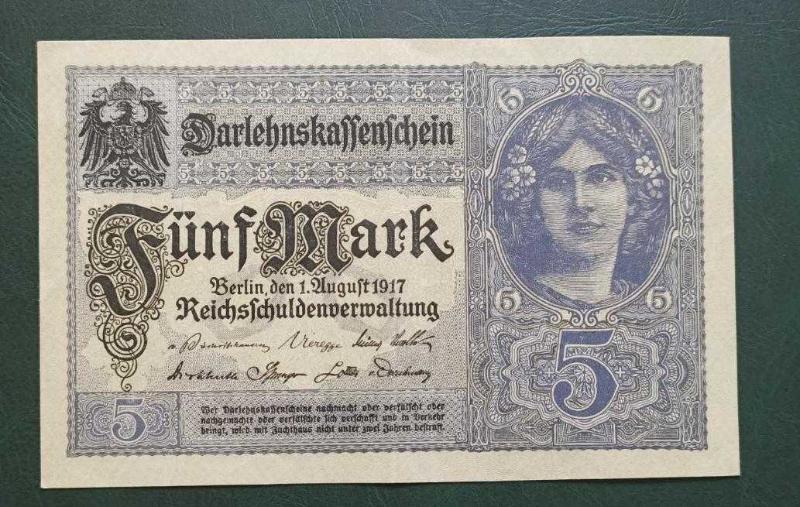 Darlehnskassenschein
Fünf Mark
Berlin, den 1. August 1917
Reichsschuldenverwaltung
5
5
5
5
5
5
Wer Darlehnskassenscheine nachmacht oder verfälscht oder
nachgemachte oder verfälschte sich verschafft und in Verkehr
bringt, wird mit Zuchthaus nicht unter zwei Jahren bestraft.